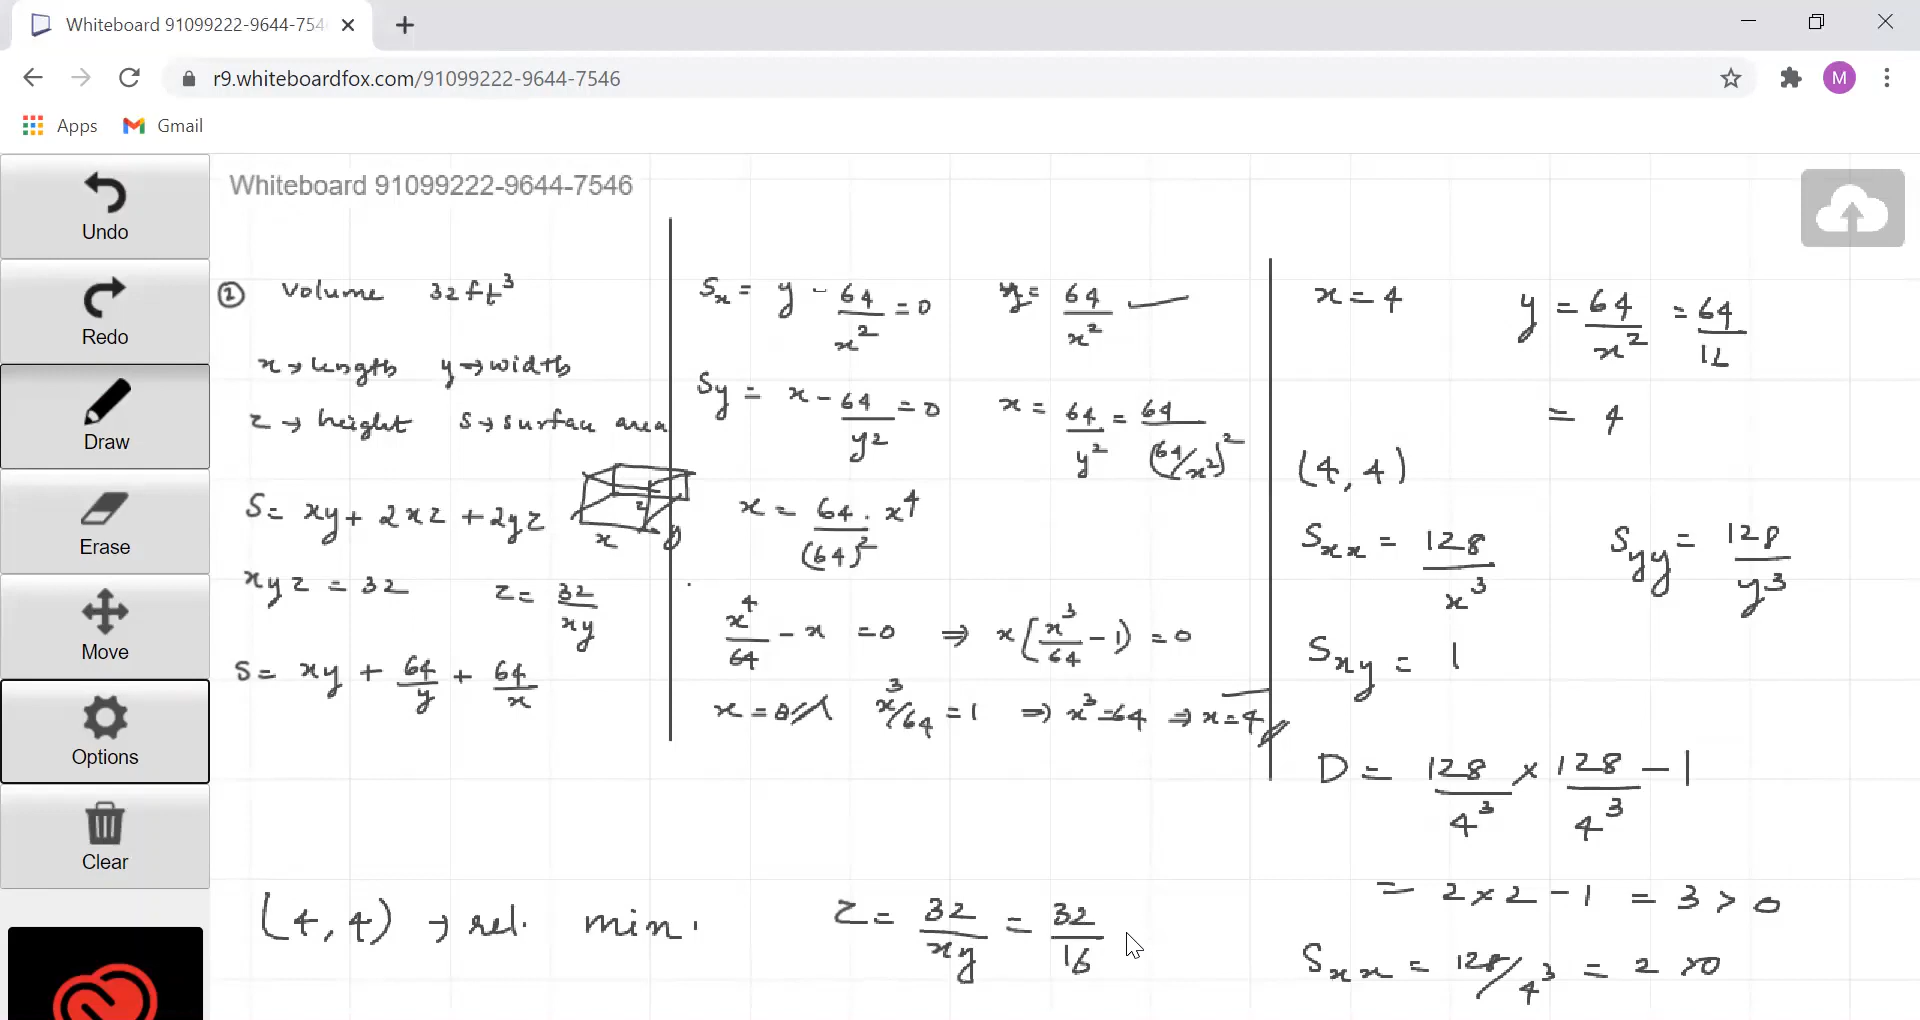 Whiteboard 91099222-9644-754
r9.whiteboardfox.com/91099222-9644-7546
M
Apps
Gmail
Undo
Redo
Draw
Erase
Move
Options
Clear
Whiteboard 91099222-9644-7546
② Volume 32ft³
x → length y → width
z → height S → surface area
S = xy + 2xz + 2yz
z
x y
xyz = 32 z = 32/xy
S = xy + 64/y + 64/x
Sx = y - 64/x² = 0 y = 64/x²
Sy = x - 64/y² = 0 x = 64/y² = 64/(64/x²)²
x = 64 · x⁴/(64)²
x⁴/64 - x = 0 ⇒ x(x³/64 - 1) = 0
x = 0 x³/64 = 1 ⇒ x³ = 64 ⇒ x = 4
x = 4 y = 64/x² = 64/16
= 4
(4, 4)
Sxx = 128/x³ Syy = 128/y³
Sxy = 1
D = 128/4³ × 128/4³ - 1
= 2 × 2 - 1 = 3 > 0
Sxx = 128/4³ = 2 > 0
(4, 4) → rel. min. z = 32/xy = 32/16